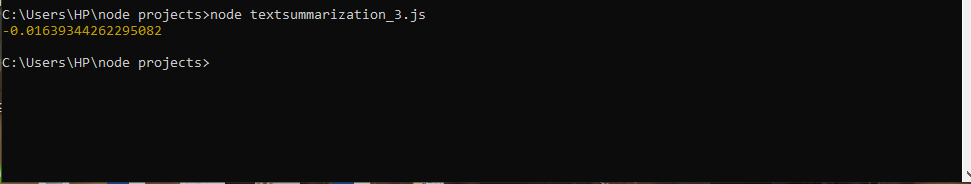 C:\Users\HP\node projects>node textsummarization_3.js
-0.01639344262295082
C:\Users\HP\node projects>